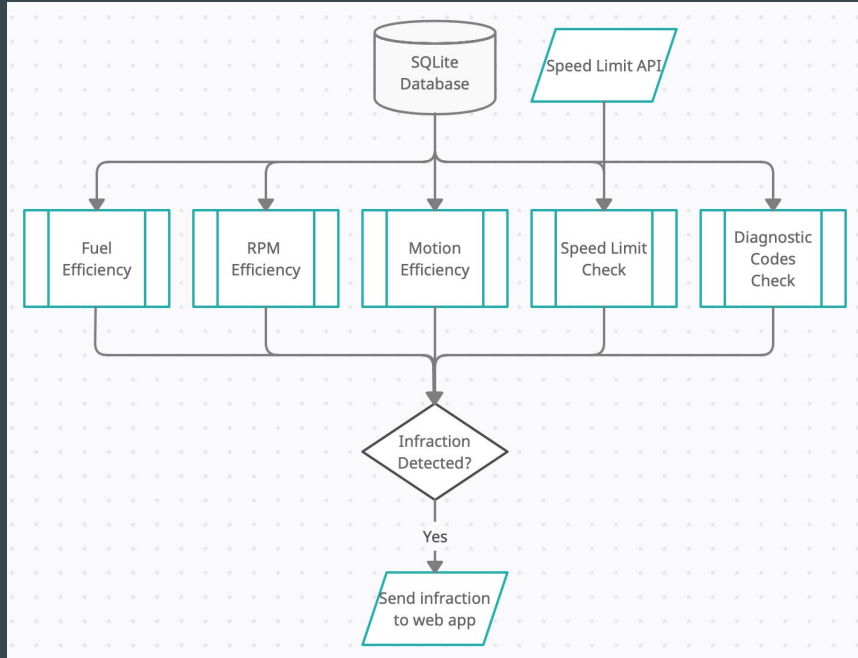 SQLite
Database
Speed Limit API
Fuel
Efficiency
RPM
Efficiency
Motion
Efficiency
Speed Limit
Check
Diagnostic
Codes
Check
Infraction
Detected?
Yes
Send infraction
to web app